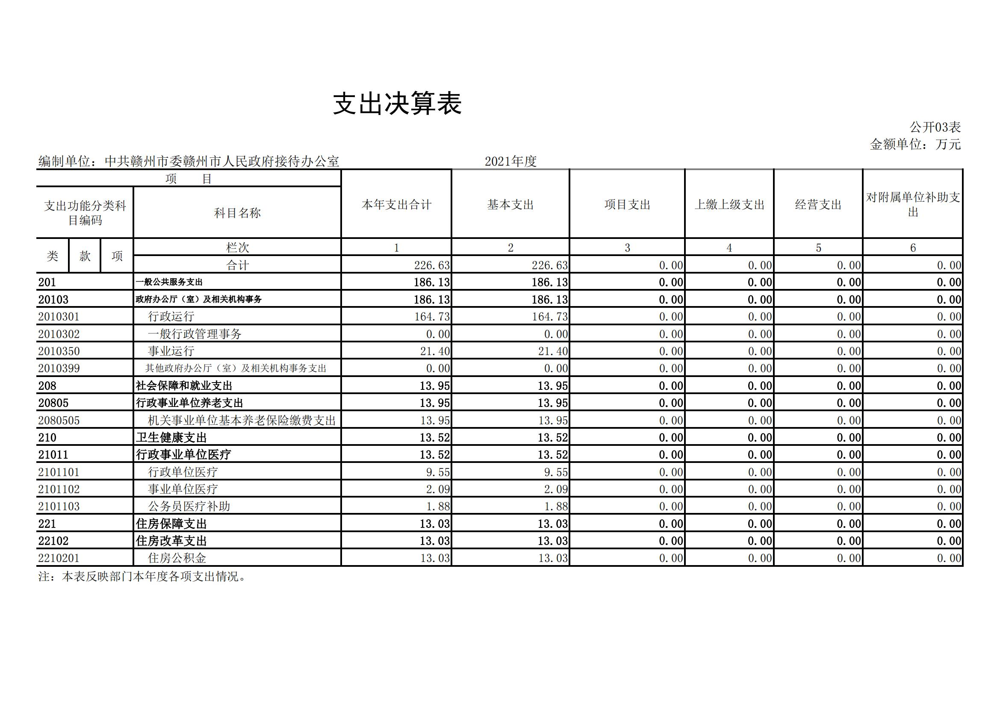 支出决算表
公开03表
金额单位：万元
编制单位：中共赣州市委赣州市人民政府接待办公室 2021年度
项 目 本年支出合计 基本支出 项目支出 上缴上级支出 经营支出 对附属单位补助支
出
支出功能分类科
目编码 科目名称
类 款 项 栏次 1 2 3 4 5 6
合计 226.63 226.63 0.00 0.00 0.00 0.00
201 一般公共服务支出 186.13 186.13 0.00 0.00 0.00 0.00
20103 政府办公厅（室）及相关机构事务 186.13 186.13 0.00 0.00 0.00 0.00
2010301 行政运行 164.73 164.73 0.00 0.00 0.00 0.00
2010302 一般行政管理事务 0.00 0.00 0.00 0.00 0.00 0.00
2010350 事业运行 21.40 21.40 0.00 0.00 0.00 0.00
2010399 其他政府办公厅（室）及相关机构事务支出 0.00 0.00 0.00 0.00 0.00 0.00
208 社会保障和就业支出 13.95 13.95 0.00 0.00 0.00 0.00
20805 行政事业单位养老支出 13.95 13.95 0.00 0.00 0.00 0.00
2080505 机关事业单位基本养老保险缴费支出 13.95 13.95 0.00 0.00 0.00 0.00
210 卫生健康支出 13.52 13.52 0.00 0.00 0.00 0.00
21011 行政事业单位医疗 13.52 13.52 0.00 0.00 0.00 0.00
2101101 行政单位医疗 9.55 9.55 0.00 0.00 0.00 0.00
2101102 事业单位医疗 2.09 2.09 0.00 0.00 0.00 0.00
2101103 公务员医疗补助 1.88 1.88 0.00 0.00 0.00 0.00
221 住房保障支出 13.03 13.03 0.00 0.00 0.00 0.00
22102 住房改革支出 13.03 13.03 0.00 0.00 0.00 0.00
2210201 住房公积金 13.03 13.03 0.00 0.00 0.00 0.00
注：本表反映部门本年度各项支出情况。